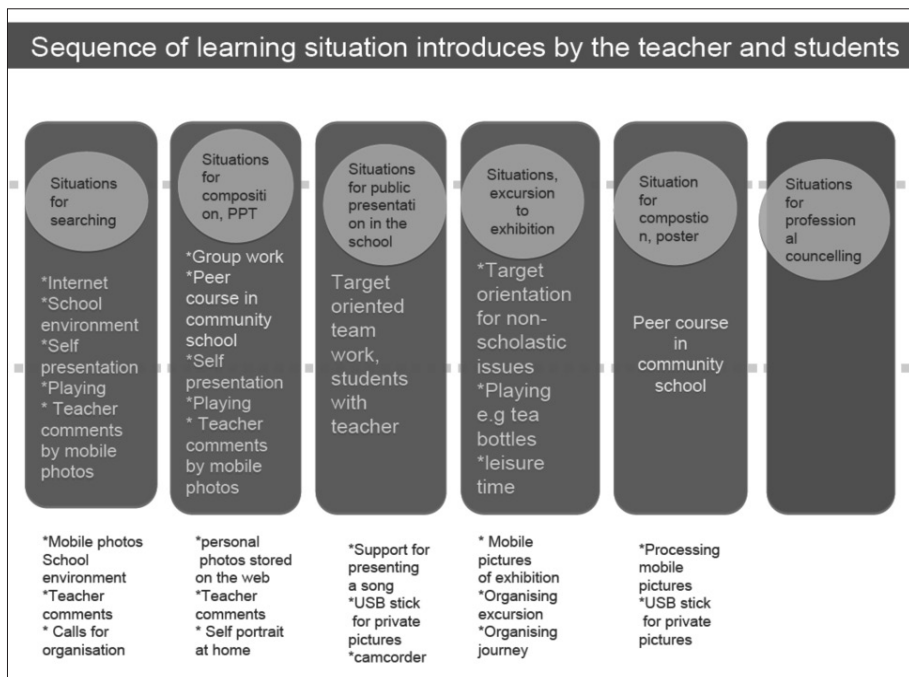 Sequence of learning situation introduces by the teacher and students
Situations
for
searching
*Internet
*School
environment
*Self
presentation
*Playing
* Teacher
comments
by mobile
photos
*Mobile photos
School
environment
*Teacher
comments
* Calls for
organisation
Situations
for
compositi
on, PPT
*Group work
*Peer
course in
community
school
*Self
presentation
*Playing
* Teacher
comments
by mobile
photos
*personal
photos stored
on the web
*Teacher
comments
* Self portrait
at home
Situations
for public
presentati
on in the
school
Target
oriented
team
work,
students
with
teacher
*Support for
presenting
a song
*USB stick
for private
pictures
*camcorder
Situations,
excursion
to
exhibition
*Target
orientation
for non-
scholastic
issues
*Playing
e.g tea
bottles
*leisure
time
* Mobile
pictures
of exhibition
*Organising
excursion
*Organising
journey
Situation
for
compostio
n, poster
Peer course
in
community
school
*Processing
mobile
pictures
*USB stick
for private
pictures
Situations
for
profession
al
councelling